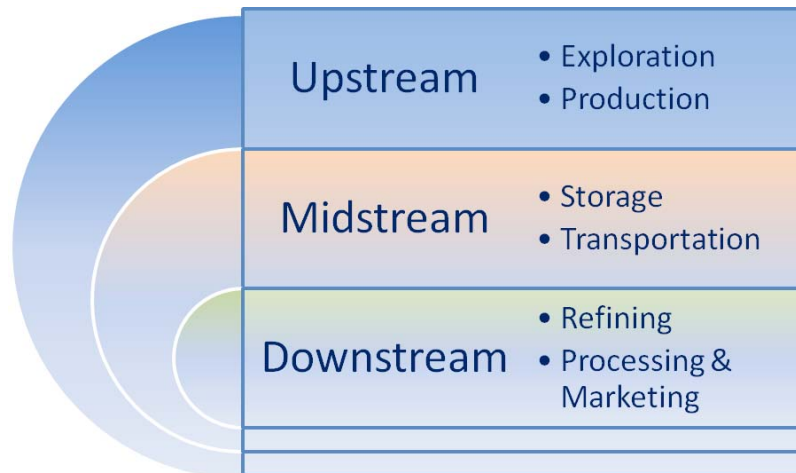 Upstream
• Exploration
• Production
Midstream
• Storage
• Transportation
Downstream
• Refining
• Processing &
Marketing